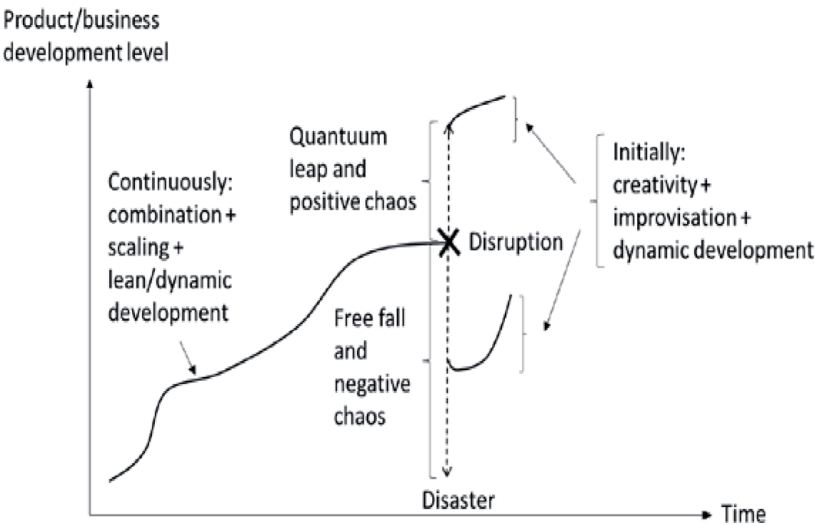 Product/business
development level
Quantuum
leap and
positive chaos
Continuously:
combination +
scaling +
lean/dynamic
development
Initially:
creativity +
improvisation +
dynamic development
Disruption
Free fall
and
negative
chaos
Disaster
Time